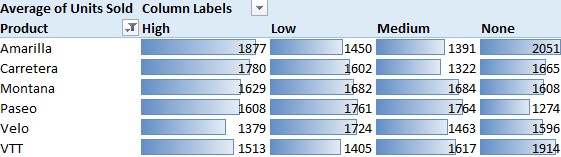 Average of Units Sold Column Labels
Product High Low Medium None
Amarilla 1877 1450 1391 2051
Carretera 1780 1602 1322 1665
Montana 1629 1682 1684 1608
Paseo 1608 1761 1764 1274
Velo 1379 1724 1463 1596
VTT 1513 1405 1617 1914